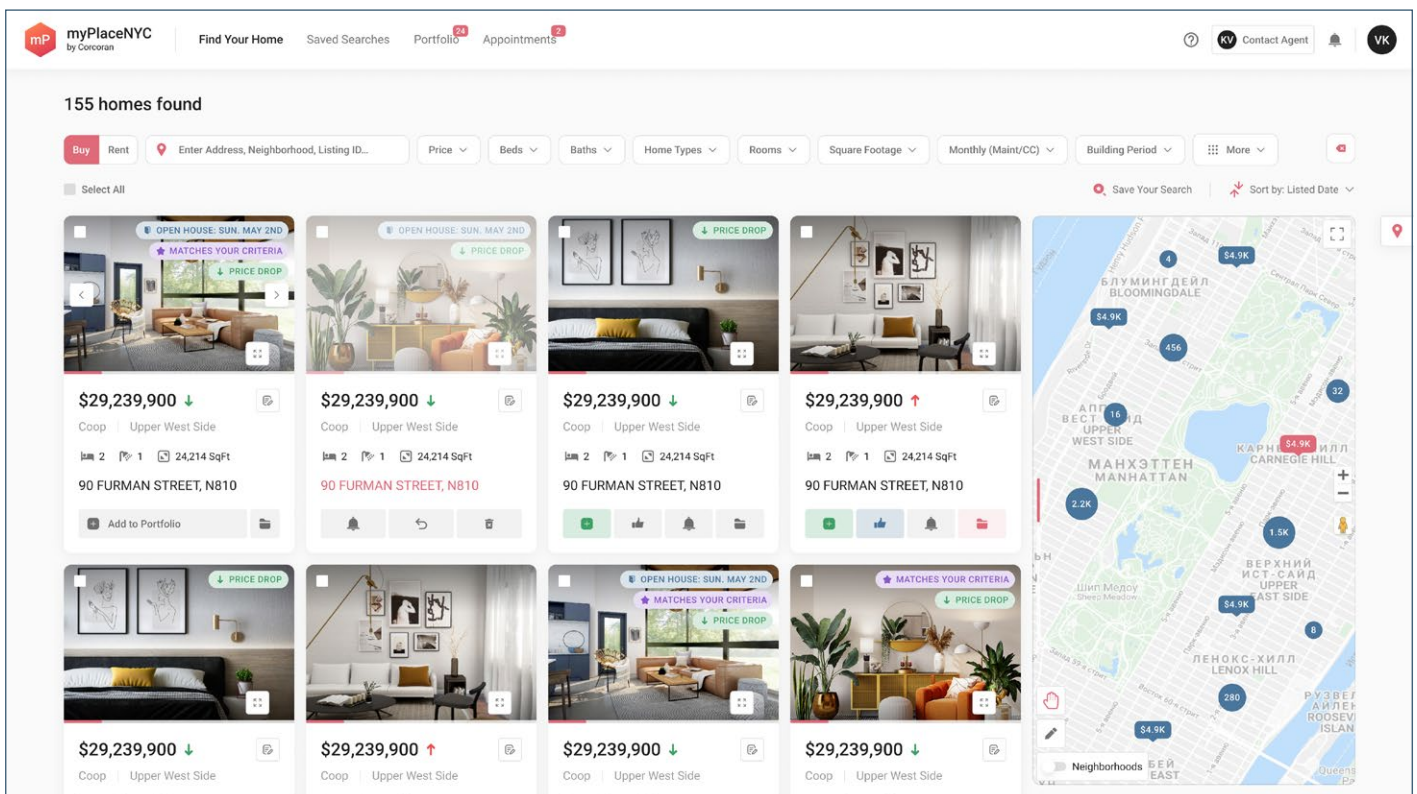 mP
myPlaceNYC
by Corcoran
Find Your Home
Saved Searches
Portfolio
24
Appointments
2
KV
Contact Agent
VK
155 homes found
Buy
Rent
Enter Address, Neighborhood, Listing ID...
Price
Beds
Baths
Home Types
Rooms
Square Footage
Monthly (Maint/CC)
Building Period
More
Select All
Save Your Search
Sort by: Listed Date
OPEN HOUSE: SUN. MAY 2ND
MATCHES YOUR CRITERIA
PRICE DROP
$29,239,900
Coop
Upper West Side
2
1
24,214 SqFt
90 FURMAN STREET, N810
Add to Portfolio
OPEN HOUSE: SUN. MAY 2ND
PRICE DROP
$29,239,900
Coop
Upper West Side
2
1
24,214 SqFt
90 FURMAN STREET, N810
PRICE DROP
$29,239,900
Coop
Upper West Side
2
1
24,214 SqFt
90 FURMAN STREET, N810
$29,239,900
Coop
Upper West Side
2
1
24,214 SqFt
90 FURMAN STREET, N810
PRICE DROP
$29,239,900
Coop
Upper West Side
$29,239,900
Coop
Upper West Side
OPEN HOUSE: SUN. MAY 2ND
MATCHES YOUR CRITERIA
PRICE DROP
$29,239,900
Coop
Upper West Side
MATCHES YOUR CRITERIA
PRICE DROP
$29,239,900
Coop
Upper West Side
4
$4.9K
БЛУМИНГДЕЙЛ
BLOOMINGDALE
$4.9K
456
32
16
UPPER
WEST SIDE
$4.9K
CARNEGIE HILL
МАНХЭТТЕН
MANHATTAN
2.2K
1.5K
ВЕРХНИЙ
ИСТ-САЙД
UPPER
EAST SIDE
Шип Медоу
Sheep Meadow
$4.9K
8
ЛЕНОКС-ХИЛЛ
LENOX HILL
280
РУЗВЕЛ
АЙЛЕН
ROOSEV
ISLAN
$4.9K
Neighborhoods
БЕЙ
EAST
Queens